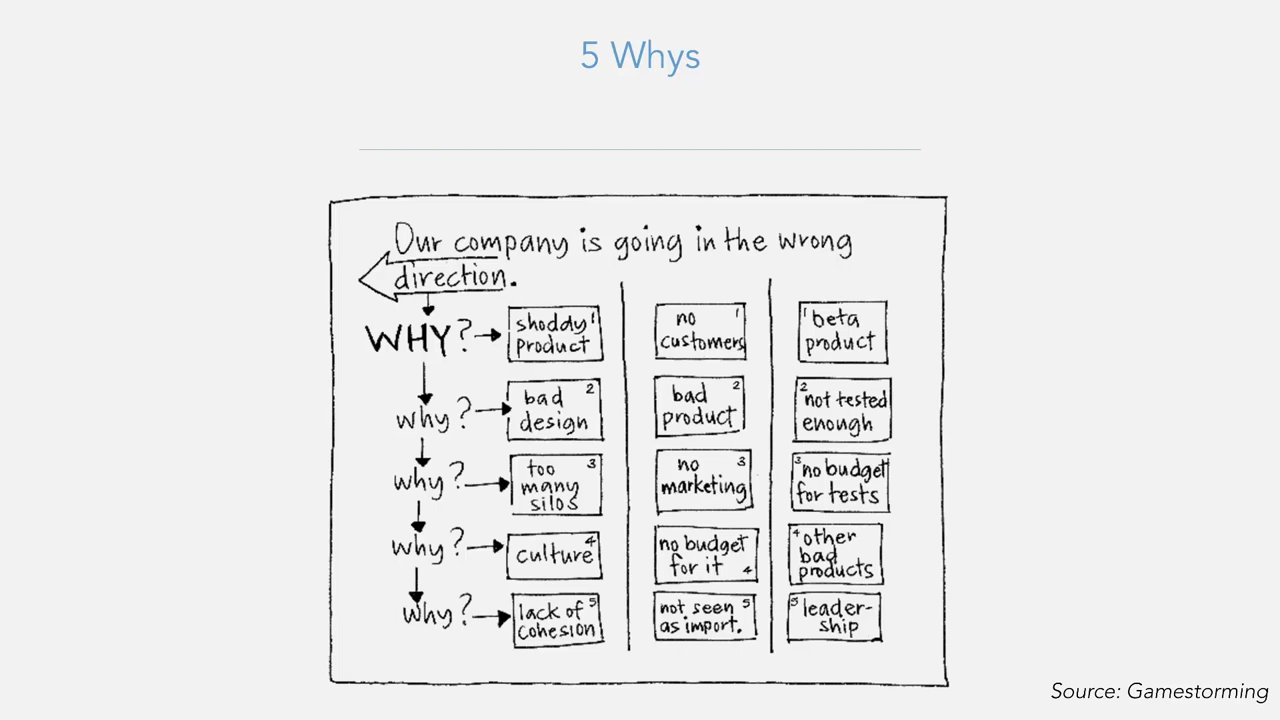 5 Whys
Our company is going in the wrong
direction.
WHY?
shoddy 1
product
no 1
customers
1 beta
product
why?
bad 2
design
bad 2
product
2 not tested
enough
why?
too 3
many
silos
no 3
marketing
3 no budget
for tests
why?
4
culture
no budget
for it 4
4 other
bad
products
why?
lack of 5
cohesion
not seen 5
as import.
5 leader-
ship
Source: Gamestorming